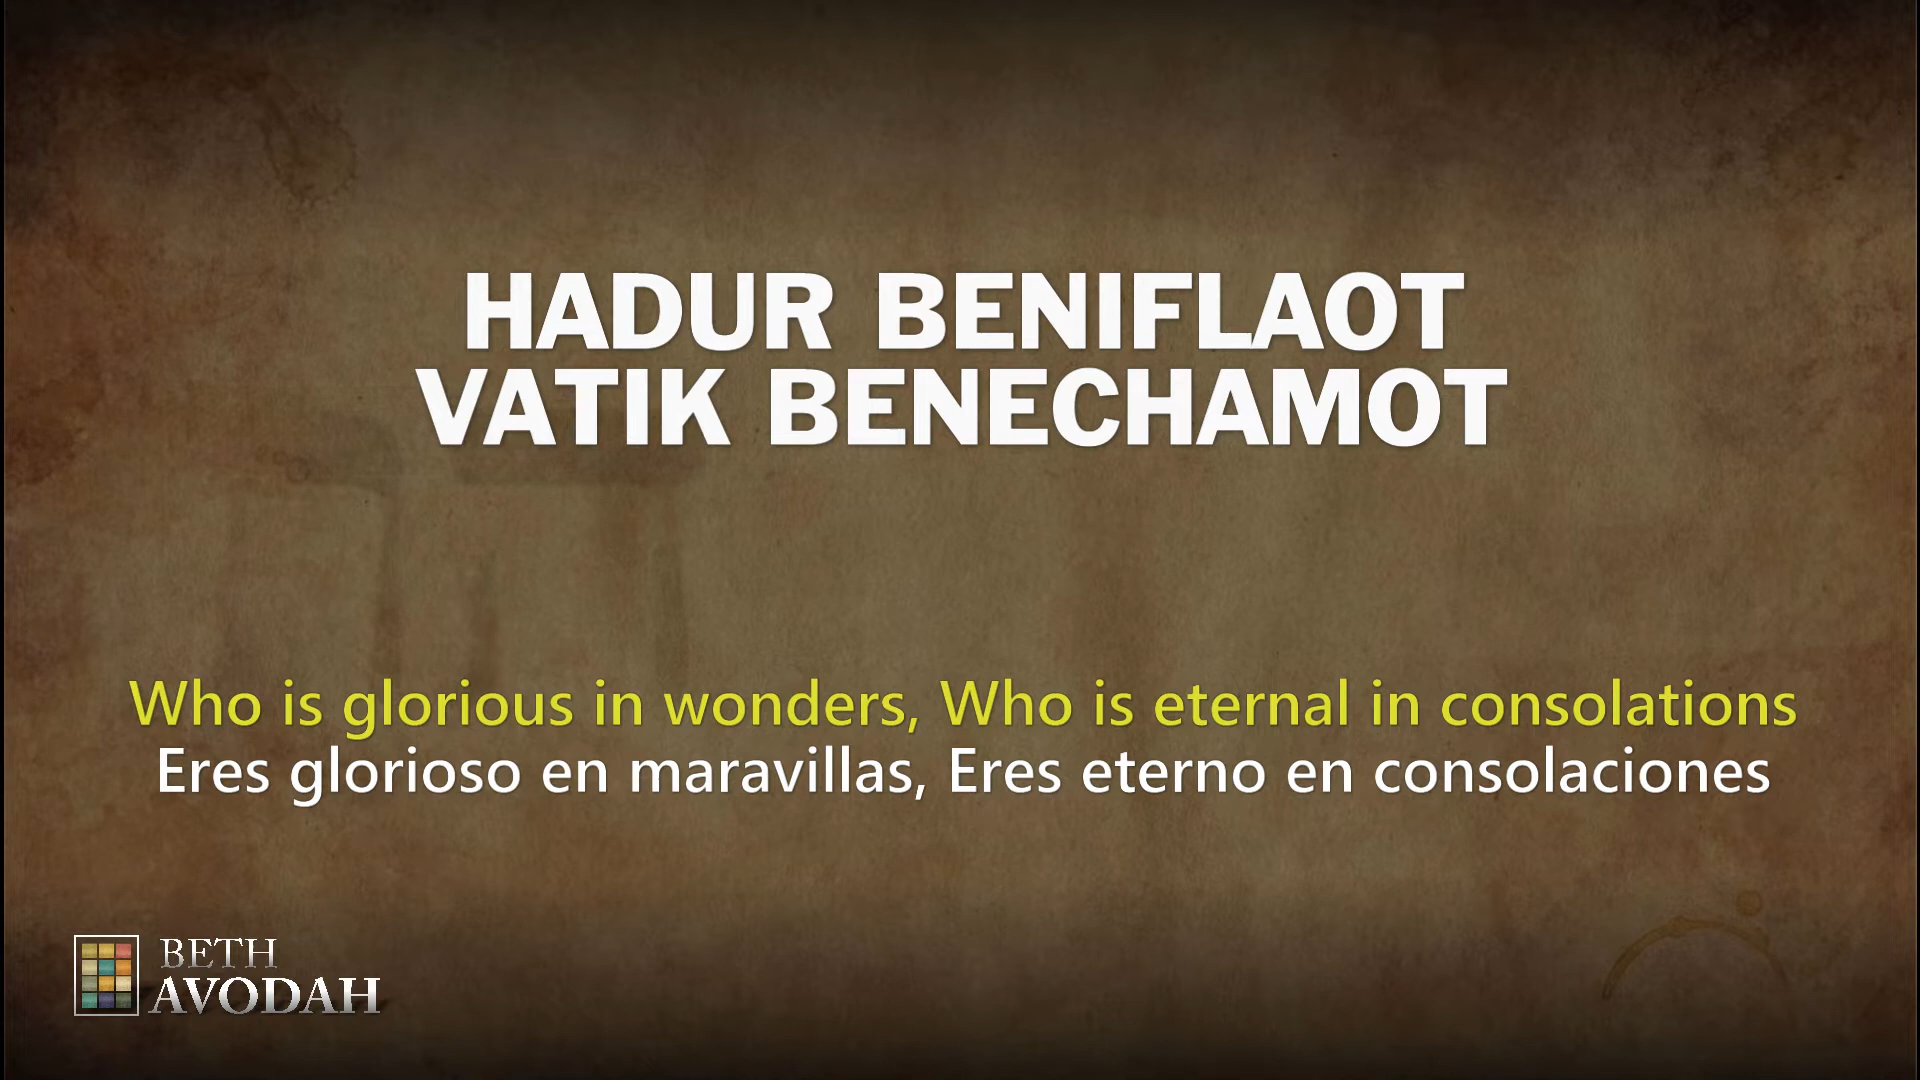 HADUR BENIFLAOT
VATIK BENECHAMOT
Who is glorious in wonders, Who is eternal in consolations
Eres glorioso en maravillas, Eres eterno en consolaciones
BETH
AVODAH